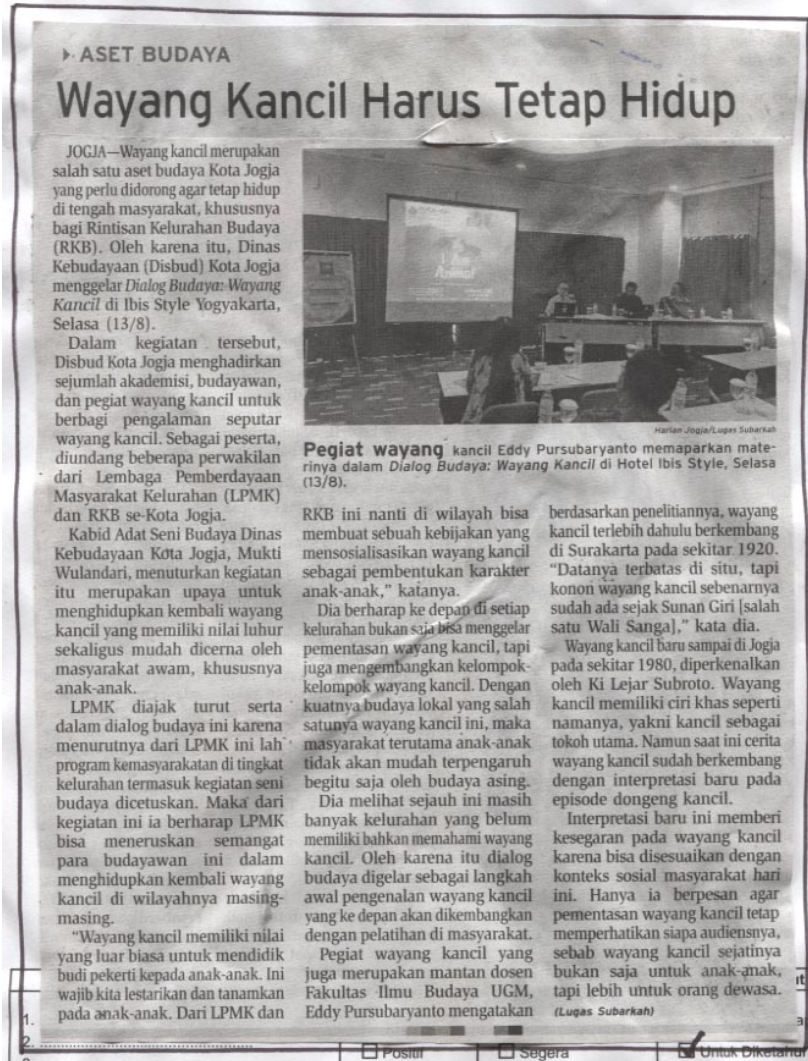 ASET BUDAYA
Wayang Kancil Harus Tetap Hidup
JOGJA—Wayang kancil merupakan
salah satu aset budaya Kota Jogja
yang perlu didorong agar tetap hidup
di tengah masyarakat, khususnya
bagi Rintisan Kelurahan Budaya
(RKB). Oleh karena itu, Dinas
Kebudayaan (Disbud) Kota Jogja
menggelar Dialog Budaya: Wayang
Kancil di Ibis Style Yogyakarta,
Selasa (13/8).
Dalam kegiatan tersebut,
Disbud Kota Jogja menghadirkan
sejumlah akademisi, budayawan,
dan pegiat wayang kancil untuk
berbagi pengalaman seputar
wayang kancil. Sebagai peserta,
diundang beberapa perwakilan
dari Lembaga Pemberdayaan
Masyarakat Kelurahan (LPMK)
dan RKB se-Kota Jogja.
Kabid Adat Seni Budaya Dinas
Kebudayaan Kota Jogja, Mukti
Wulandari, menuturkan kegiatan
itu merupakan upaya untuk
menghidupkan kembali wayang
kancil yang memiliki nilai luhur
sekaligus mudah dicerna oleh
masyarakat awam, khususnya
anak-anak.
LPMK diajak turut serta
dalam dialog budaya ini karena
menurutnya dari LPMK ini lah
program kemasyarakatan di tingkat
kelurahan termasuk kegiatan seni
budaya dicetuskan. Maka dari
kegiatan ini ia berharap LPMK
bisa meneruskan semangat
para budayawan ini dalam
menghidupkan kembali wayang
kancil di wilayahnya masing-
masing.
"Wayang kancil memiliki nilai
yang luar biasa untuk mendidik
budi pekerti kepada anak-anak. Ini
wajib kita lestarikan dan tanamkan
pada anak-anak. Dari LPMK dan
Harian Jogja/Lugas Subarkah
Pegiat wayang kancil Eddy Pursubaryanto memaparkan mate-
rinya dalam Dialog Budaya: Wayang Kancil di Hotel Ibis Style, Selasa
(13/8).
RKB ini nanti di wilayah bisa
membuat sebuah kebijakan yang
mensosialisasikan wayang kancil
sebagai pembentukan karakter
anak-anak," katanya.
Dia berharap ke depan di setiap
kelurahan bukan saja bisa menggelar
pementasan wayang kancil, tapi
juga mengembangkan kelompok-
kelompok wayang kancil. Dengan
kuatnya budaya lokal yang salah
satunya wayang kancil ini, maka
masyarakat terutama anak-anak
tidak akan mudah terpengaruh
begitu saja oleh budaya asing.
Dia melihat sejauh ini masih
banyak kelurahan yang belum
memiliki bahkan memahami wayang
kancil. Oleh karena itu dialog
budaya digelar sebagai langkah
awal pengenalan wayang kancil
yang ke depan akan dikembangkan
dengan pelatihan di masyarakat.
Pegiat wayang kancil yang
juga merupakan mantan dosen
Fakultas Ilmu Budaya UGM,
Eddy Pursubaryanto mengatakan
berdasarkan penelitiannya, wayang
kancil terlebih dahulu berkembang
di Surakarta pada sekitar 1920.
"Datanya terbatas di situ, tapi
konon wayang kancil sebenarnya
sudah ada sejak Sunan Giri [salah
satu Wali Sanga]," kata dia.
Wayang kancil baru sampai di Jogja
pada sekitar 1980, diperkenalkan
oleh Ki Lejar Subroto. Wayang
kancil memiliki ciri khas seperti
namanya, yakni kancil sebagai
tokoh utama. Namun saat ini cerita
wayang kancil sudah berkembang
dengan interpretasi baru pada
episode dongeng kancil.
Interpretasi baru ini memberi
kesegaran pada wayang kancil
karena bisa disesuaikan dengan
konteks sosial masyarakat hari
ini. Hanya ia berpesan agar
pementasan wayang kancil tetap
memperhatikan siapa audiensnya,
sebab wayang kancil sejatinya
bukan saja untuk anak-anak,
tapi lebih untuk orang dewasa.
(Lugas Subarkah)
1.
2.
Positif
Segera
Untuk Diketahui